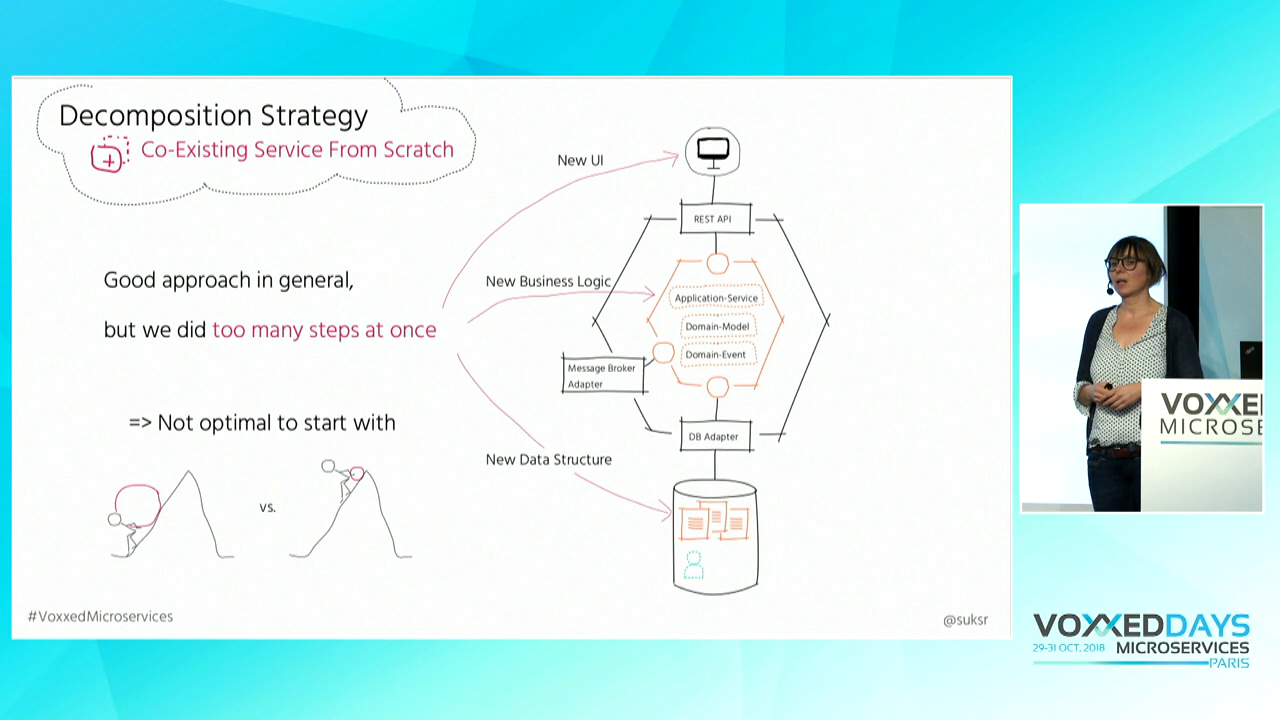 Decomposition Strategy
Co-Existing Service From Scratch
Good approach in general,
but we did too many steps at once
=> Not optimal to start with
vs.
New UI
New Business Logic
New Data Structure
REST API
Application-Service
Domain-Model
Domain-Event
Message Broker
Adapter
DB Adapter
#VoxxedMicroservices
@suksr
VOXXE
MICROSE
VOXXEDDAYS
29-31 OCT, 2018 MICROSERVICES
PARIS